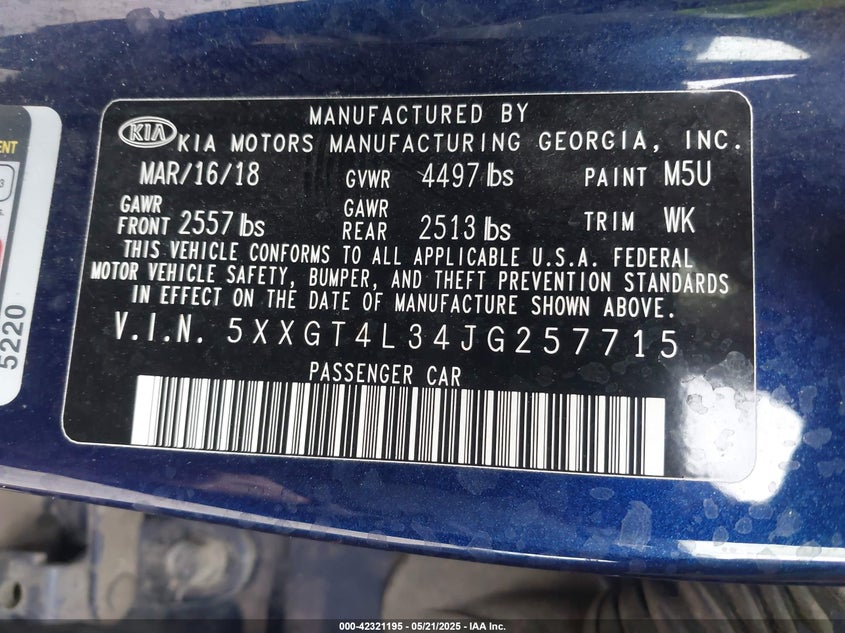 MANUFACTURED BY
KIA KIA MOTORS MANUFACTURING GEORGIA, INC.
MAR/16/18 GVWR 4497 lbs PAINT M5U
GAWR FRONT 2557 lbs GAWR REAR 2513 lbs TRIM WK
THIS VEHICLE CONFORMS TO ALL APPLICABLE U.S.A. FEDERAL
MOTOR VEHICLE SAFETY, BUMPER, AND THEFT PREVENTION STANDARDS
IN EFFECT ON THE DATE OF MANUFACTURE SHOWN ABOVE.
V.I.N. 5XXGT4L34JG257715
PASSENGER CAR
5220
000-42321195 - 05/21/2025 - IAA Inc.